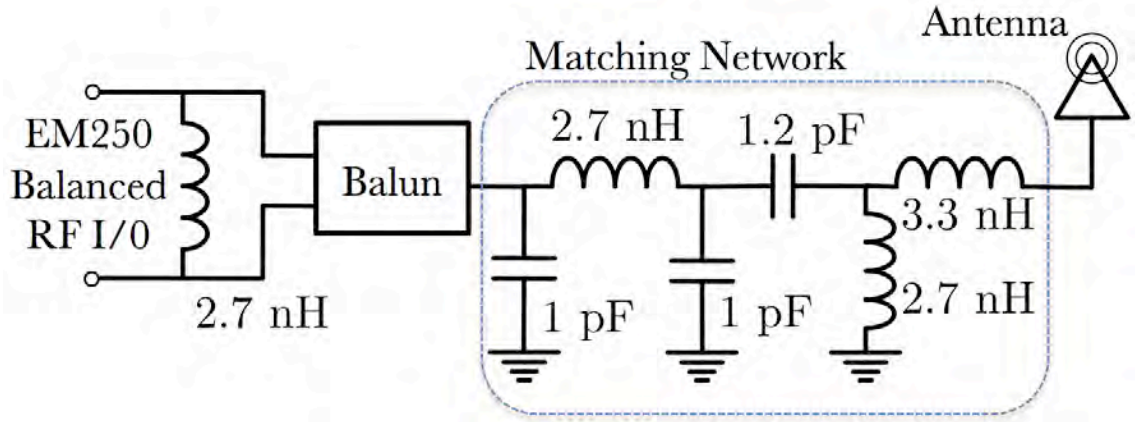 Antenna
Matching Network
2.7 nH
1.2 pF
EM250
Balanced
RF I/0
Balun
3.3 nH
2.7 nH
2.7 nH
1 pF
1 pF